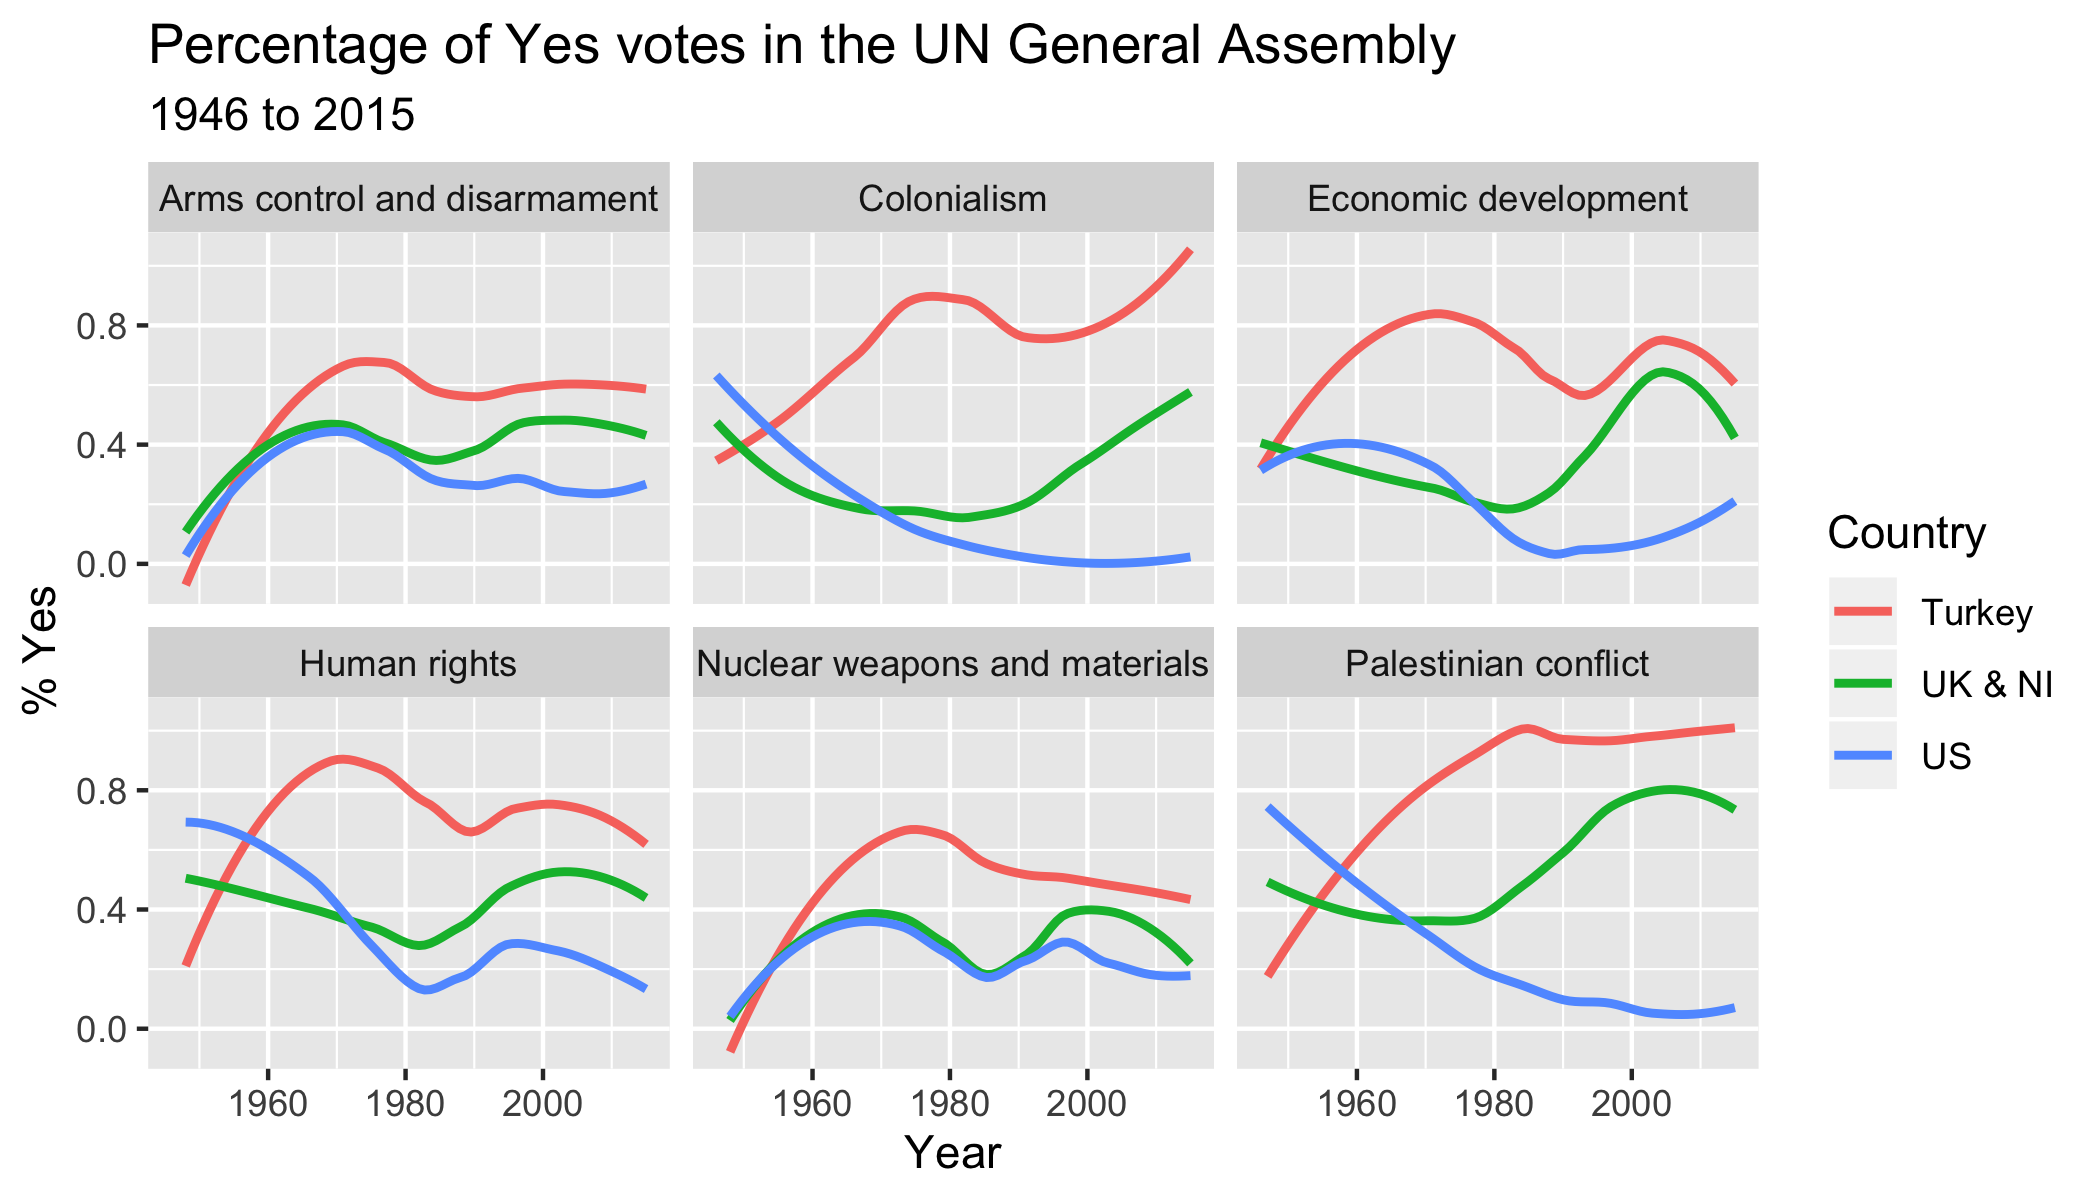 Percentage of Yes votes in the UN General Assembly
1946 to 2015
Arms control and disarmament
Colonialism
Economic development
0.8
0.4
0.0
Human rights
Nuclear weapons and materials
Palestinian conflict
0.8
0.4
0.0
% Yes
1960 1980 2000
1960 1980 2000
1960 1980 2000
Year
Country
Turkey
UK & NI
US